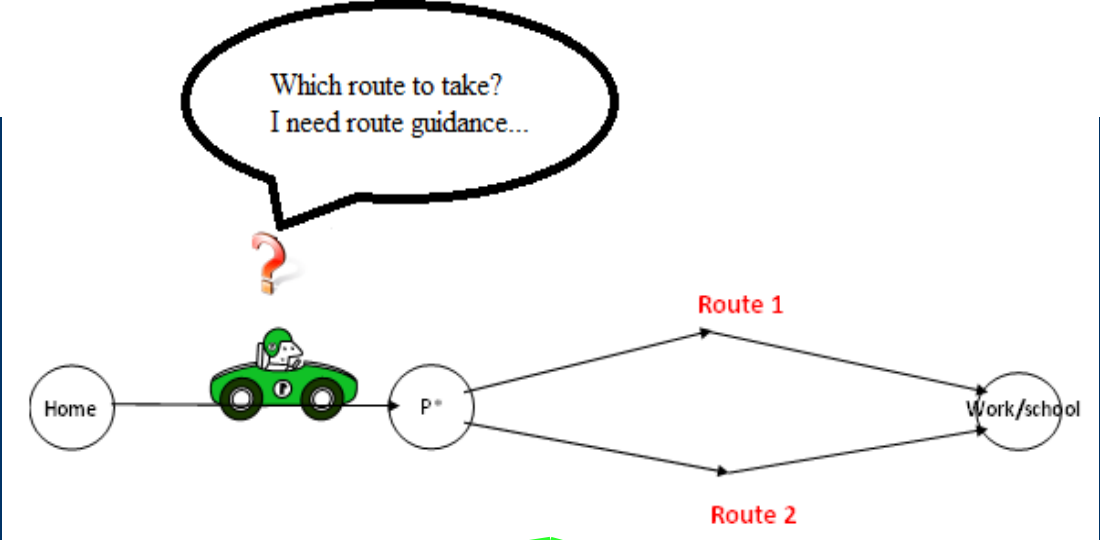 Which route to take?
I need route guidance...
Route 1
Home
P*
Work/school
Route 2